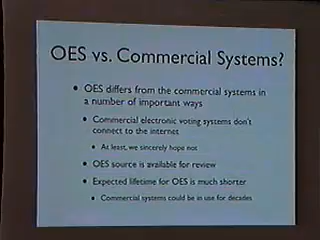 OES vs. Commercial Systems?
• OES differs from the commercial systems in
a number of important ways
• Commercial electronic voting systems don't
connect to the internet
• At least, we sincerely hope not
• OES source is available for review
• Expected lifetime for OES is much shorter
• Commercial systems could be in use for decades